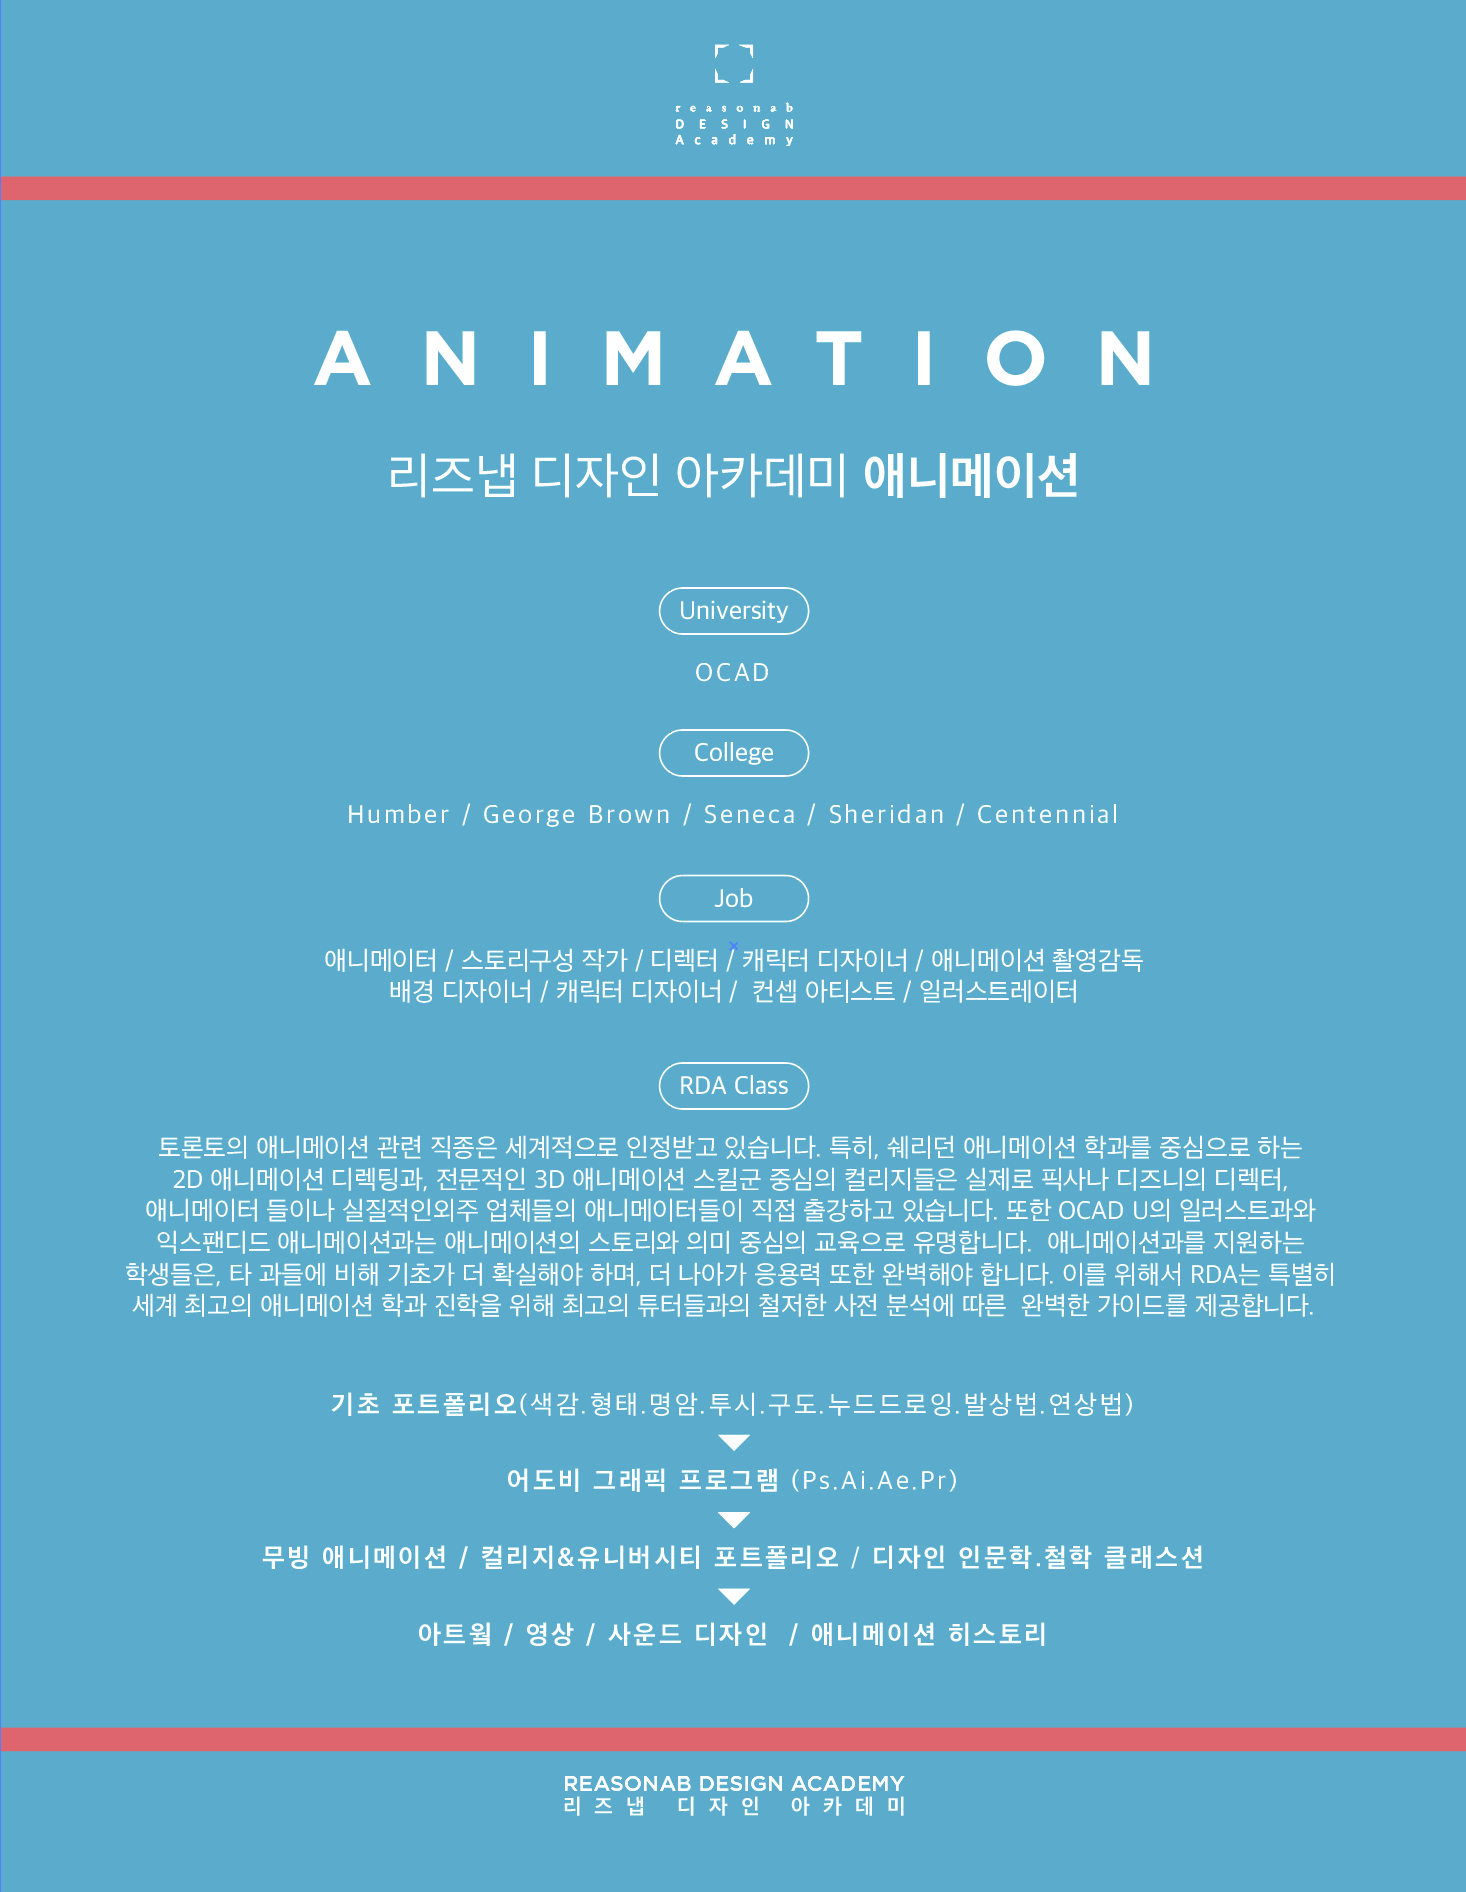 reasonab
DESIGN
Academy
ANIMATION
리즈냅 디자인 아카데미 애니메이션
University
OCAD
College
Humber / George Brown / Seneca / Sheridan / Centennial
Job
애니메이터 / 스토리구성 작가 / 디렉터 / 캐릭터 디자이너 / 애니메이션 촬영감독
배경 디자이너 / 캐릭터 디자이너 / 컨셉 아티스트 / 일러스트레이터
RDA Class
토론토의 애니메이션 관련 직종은 세계적으로 인정받고 있습니다. 특히, 쉐리던 애니메이션 학과를 중심으로 하는
2D 애니메이션 디렉팅과, 전문적인 3D 애니메이션 스킬군 중심의 컬리지들은 실제로 픽사나 디즈니의 디렉터,
애니메이터 들이나 실질적인외주 업체들의 애니메이터들이 직접 출강하고 있습니다. 또한 OCAD U의 일러스트과와
익스팬디드 애니메이션과는 애니메이션의 스토리와 의미 중심의 교육으로 유명합니다. 애니메이션과를 지원하는
학생들은, 타 과들에 비해 기초가 더 확실해야 하며, 더 나아가 응용력 또한 완벽해야 합니다. 이를 위해서 RDA는 특별히
세계 최고의 애니메이션 학과 진학을 위해 최고의 튜터들과의 철저한 사전 분석에 따른 완벽한 가이드를 제공합니다.
기초 포트폴리오(색감.형태.명암.투시.구도.누드드로잉.발상법.연상법)
어도비 그래픽 프로그램 (Ps.Ai.Ae.Pr)
무빙 애니메이션 / 컬리지&유니버시티 포트폴리오 / 디자인 인문학.철학 클래스션
아트웤 / 영상 / 사운드 디자인 / 애니메이션 히스토리
REASONAB DESIGN ACADEMY
리즈냅 디자인 아카데미